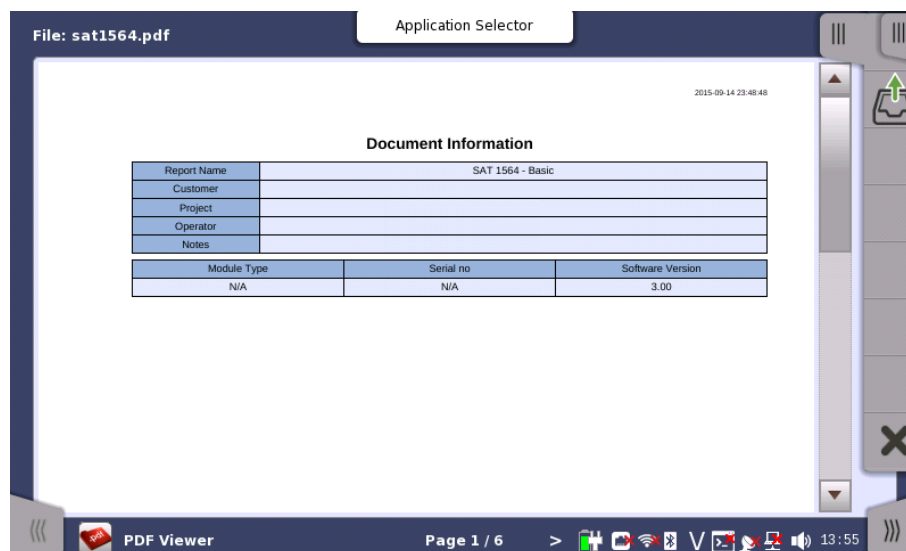 File: sat1564.pdf
Application Selector
2015-09-14 23:48:48
Document Information
Report Name SAT 1564 - Basic
Customer
Project
Operator
Notes
Module Type Serial no Software Version
N/A N/A 3.00
.pdf
PDF Viewer Page 1 / 6 > V 13:55